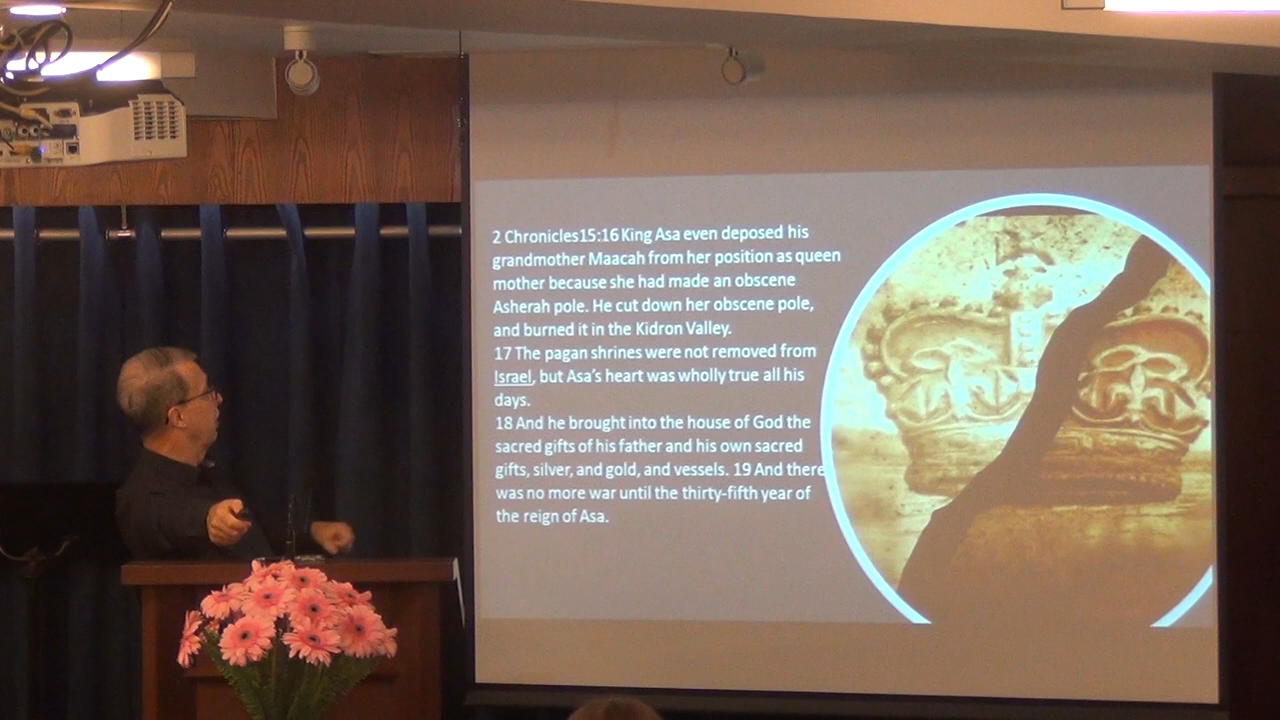 2 Chronicles15:16 King Asa even deposed his
grandmother Maacah from her position as queen
mother because she had made an obscene
Asherah pole. He cut down her obscene pole,
and burned it in the Kidron Valley.
17 The pagan shrines were not removed from
Israel, but Asa's heart was wholly true all his
days.
18 And he brought into the house of God the
sacred gifts of his father and his own sacred
gifts, silver, and gold, and vessels. 19 And there
was no more war until the thirty-fifth year of
the reign of Asa.